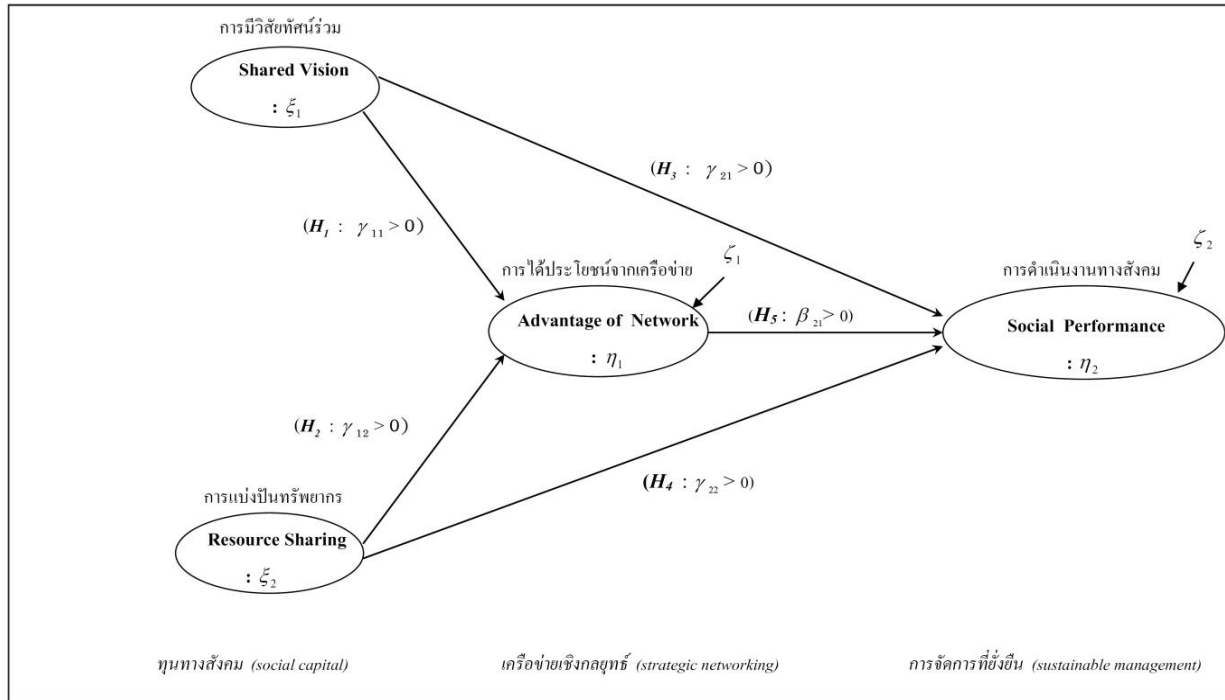 การมีวิสัยทัศน์ร่วม
Shared Vision
: ξ₁
(H₃ : γ₂₁ > 0)
(H₁ : γ₁₁ > 0)
ζ₁
ζ₂
การได้ประโยชน์จากเครือข่าย
การดำเนินงานทางสังคม
Advantage of Network
: η₁
(H₅ : β₂₁ > 0)
Social Performance
: η₂
(H₂ : γ₁₂ > 0)
(H₄ : γ₂₂ > 0)
การแบ่งปันทรัพยากร
Resource Sharing
: ξ₂
ทุนทางสังคม (social capital)
เครือข่ายเชิงกลยุทธ์ (strategic networking)
การจัดการที่ยั่งยืน (sustainable management)